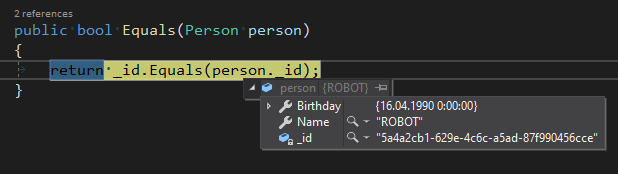 2 references
public bool Equals(Person person)
{
return _id.Equals(person._id);
}
person {ROBOT}
Birthday {16.04.1990 0:00:00}
Name "ROBOT"
_id "5a4a2cb1-629e-4c6c-a5ad-87f990456cce"